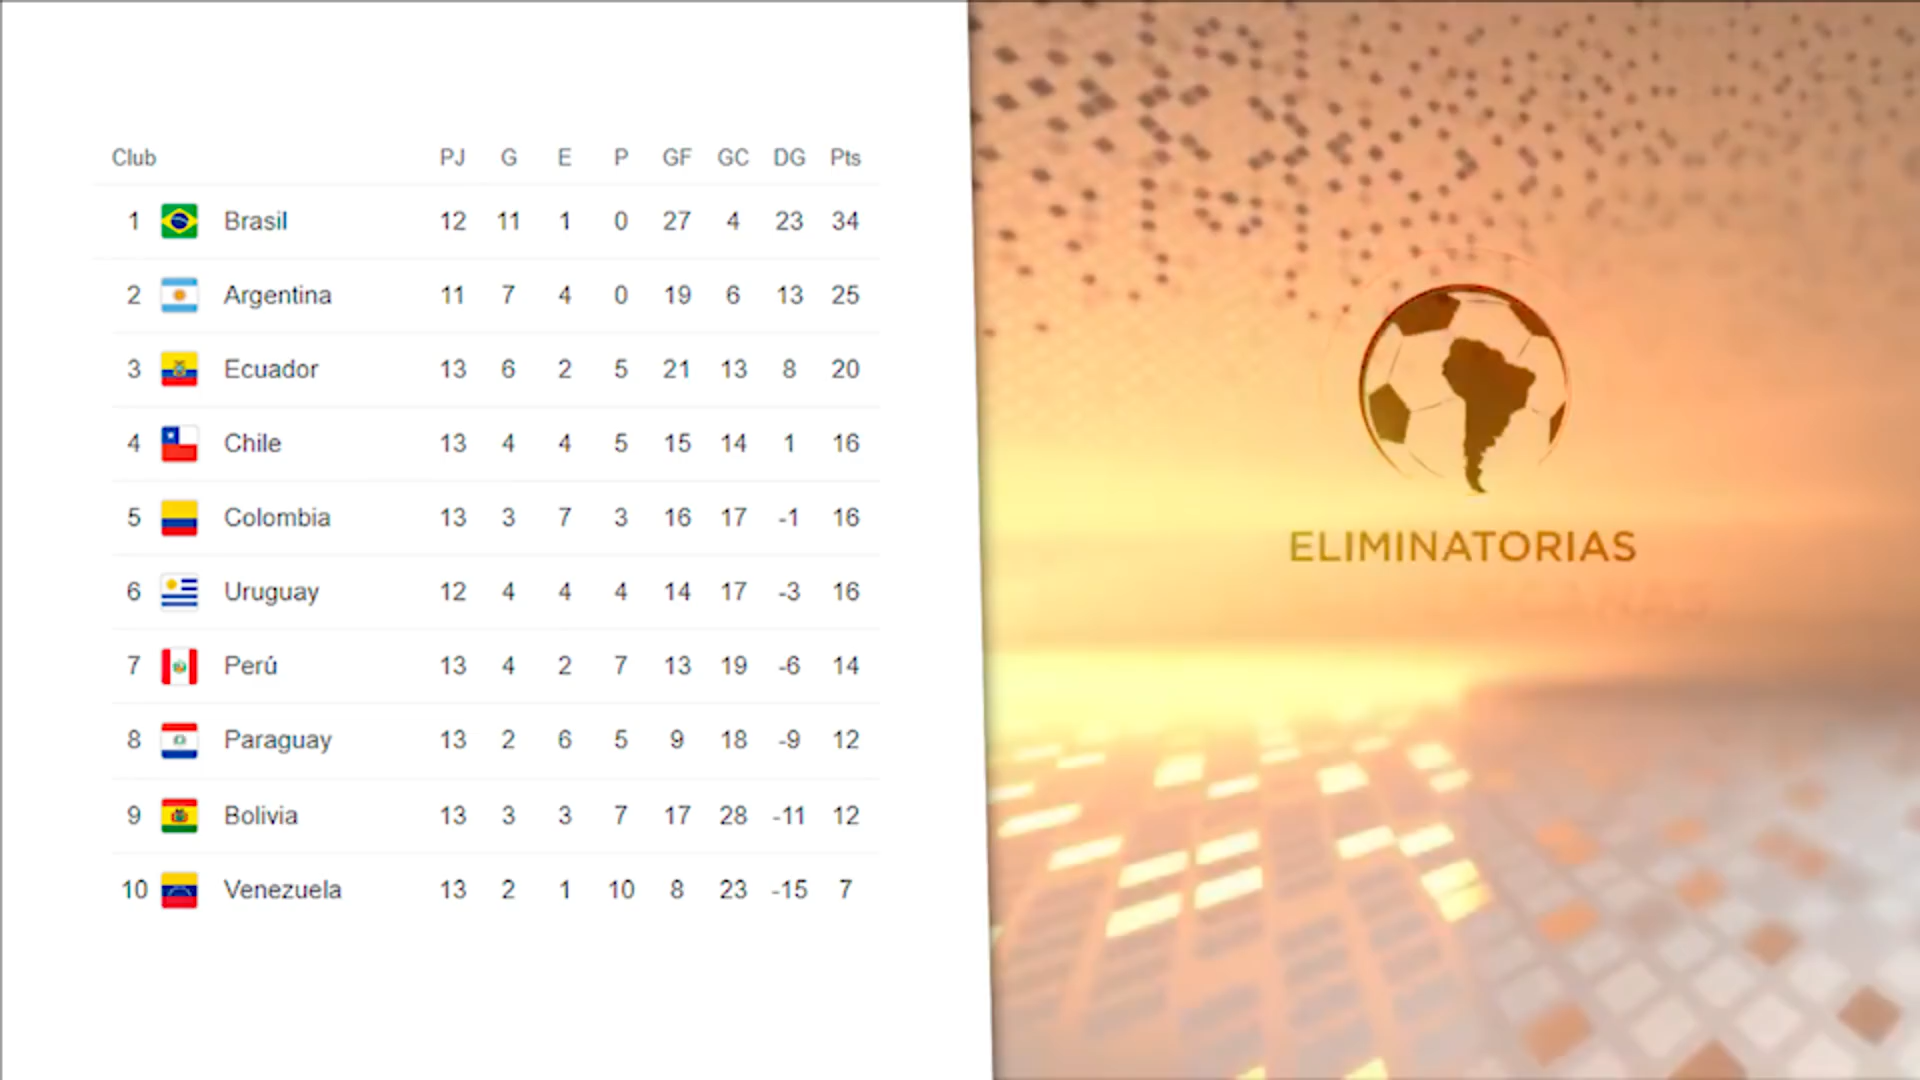 Club PJ G E P GF GC DG Pts
1 Brasil 12 11 1 0 27 4 23 34
2 Argentina 11 7 4 0 19 6 13 25
3 Ecuador 13 6 2 5 21 13 8 20
4 Chile 13 4 4 5 15 14 1 16
5 Colombia 13 3 7 3 16 17 -1 16
6 Uruguay 12 4 4 4 14 17 -3 16
7 Perú 13 4 2 7 13 19 -6 14
8 Paraguay 13 2 6 5 9 18 -9 12
9 Bolivia 13 3 3 7 17 28 -11 12
10 Venezuela 13 2 1 10 8 23 -15 7
ELIMINATORIAS